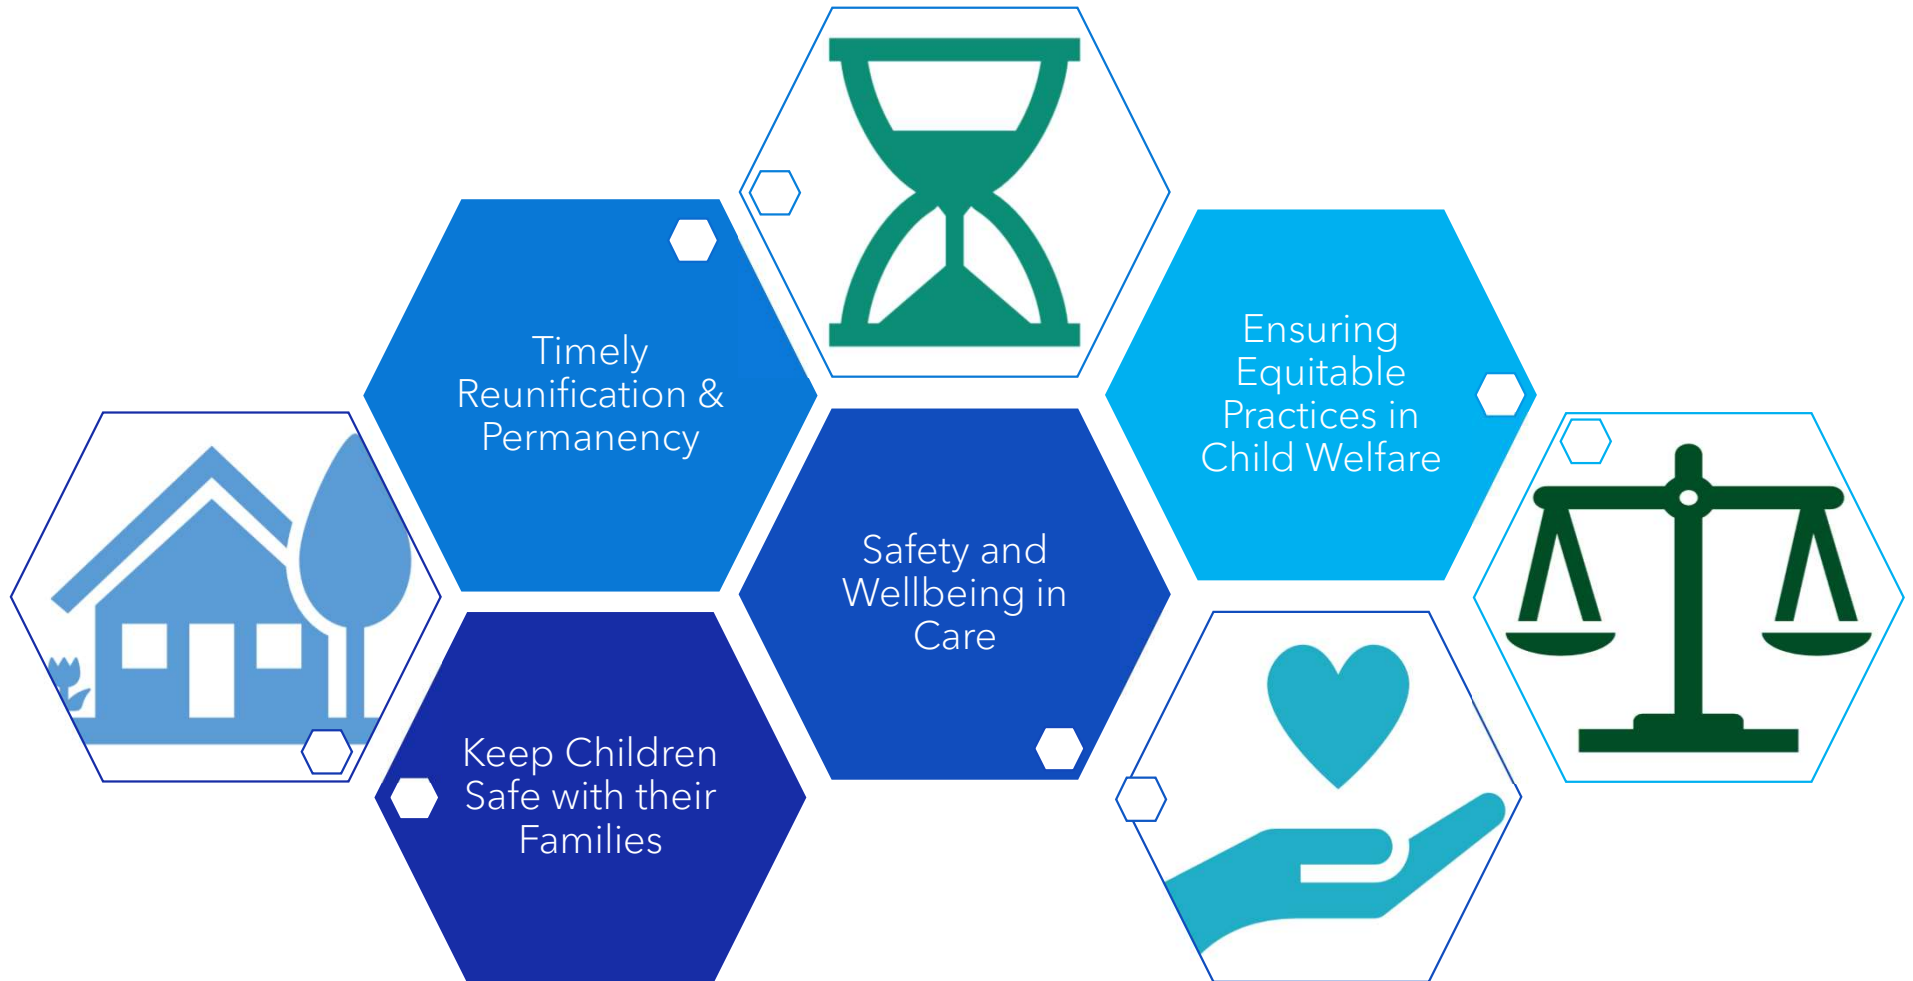 Timely
Reunification &
Permanency
Ensuring
Equitable
Practices in
Child Welfare
Safety and
Wellbeing in
Care
Keep Children
Safe with their
Families